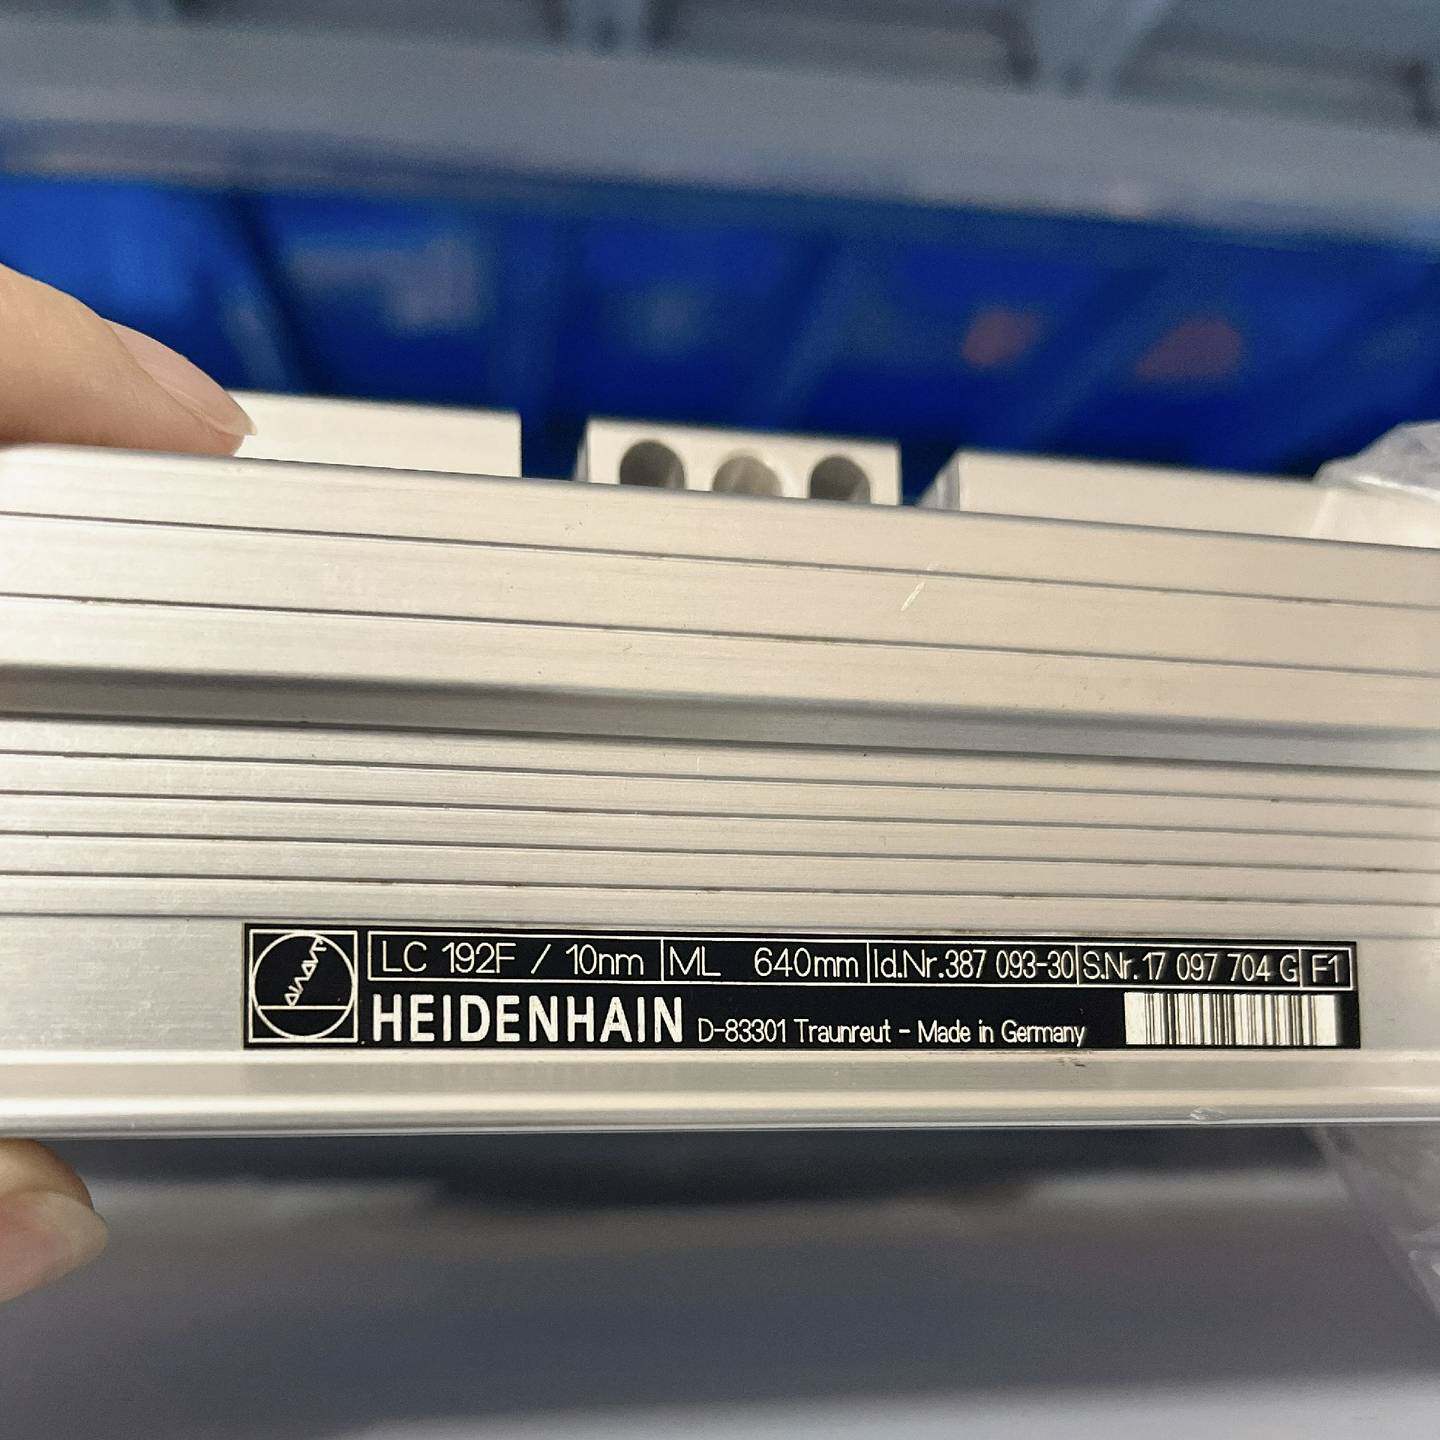 LC 192F / 10nm ML 640mm Id.Nr.387 093-30 S.Nr.17 097 704 G F1
HEIDENHAIN D-83301 Traunreut - Made in Germany